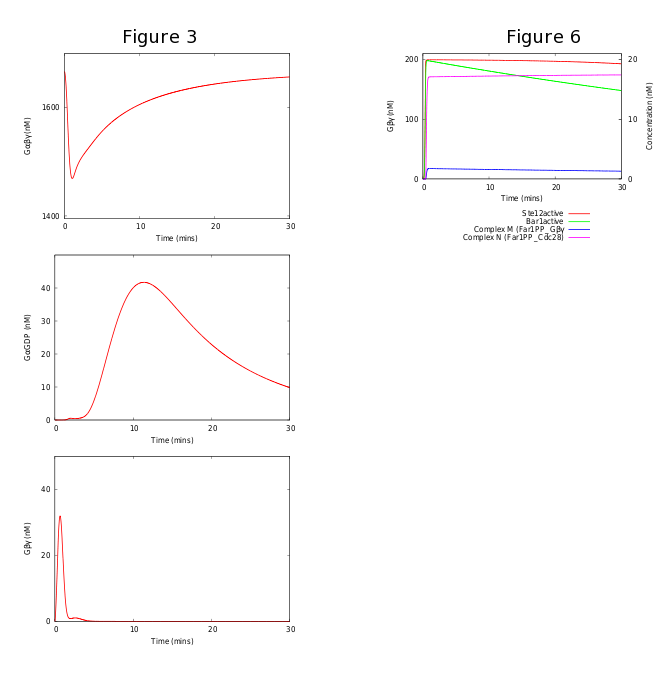 Figure 3
Figure 6
1600
1400
Gαβγ (nM)
0
10
20
30
Time (mins)
200
100
0
Gβγ (nM)
20
10
0
Concentration (nM)
0
10
20
30
Time (mins)
Ste12active
Bar1active
Complex M (Far1PP_Gβγ
Complex N (Far1PP_Cdc28)
40
30
20
10
0
GαGDP (nM)
0
10
20
30
Time (mins)
40
20
0
Gβγ (nM)
0
10
20
30
Time (mins)